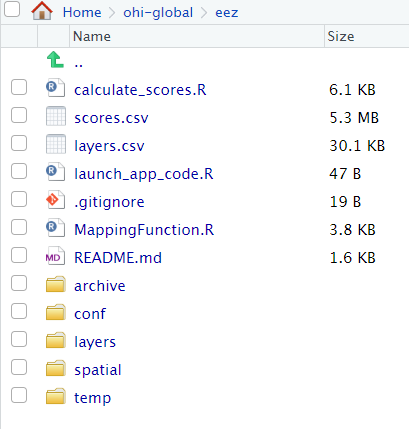 Home ohi-global eez
Name Size
..
calculate_scores.R 6.1 KB
scores.csv 5.3 MB
layers.csv 30.1 KB
launch_app_code.R 47 B
.gitignore 19 B
MappingFunction.R 3.8 KB
MD README.md 1.6 KB
archive
conf
layers
spatial
temp